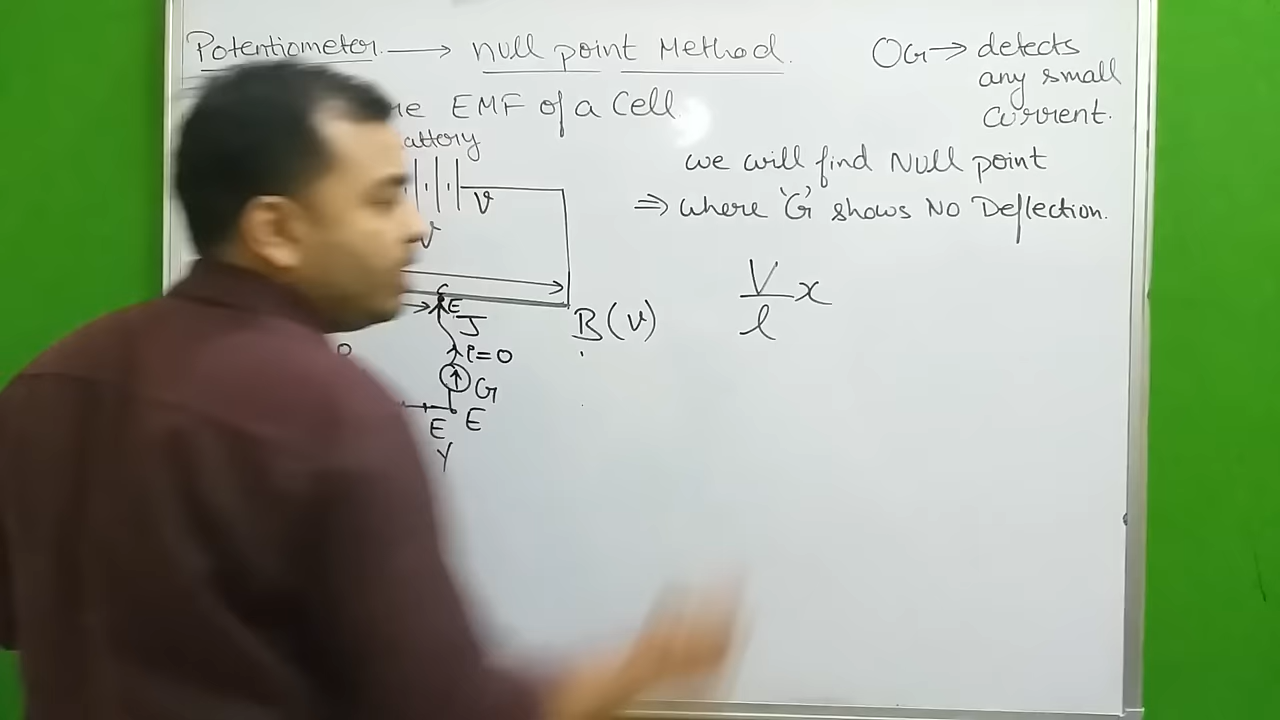 Potentiometer. → Null point Method.
EMF of a Cell.
G → detects
any small
current.
we will find Null point
⇒ where 'G' shows No Deflection.
V
V
V/l x
C
E
J
B (V)
i=0
G
E
E
Y